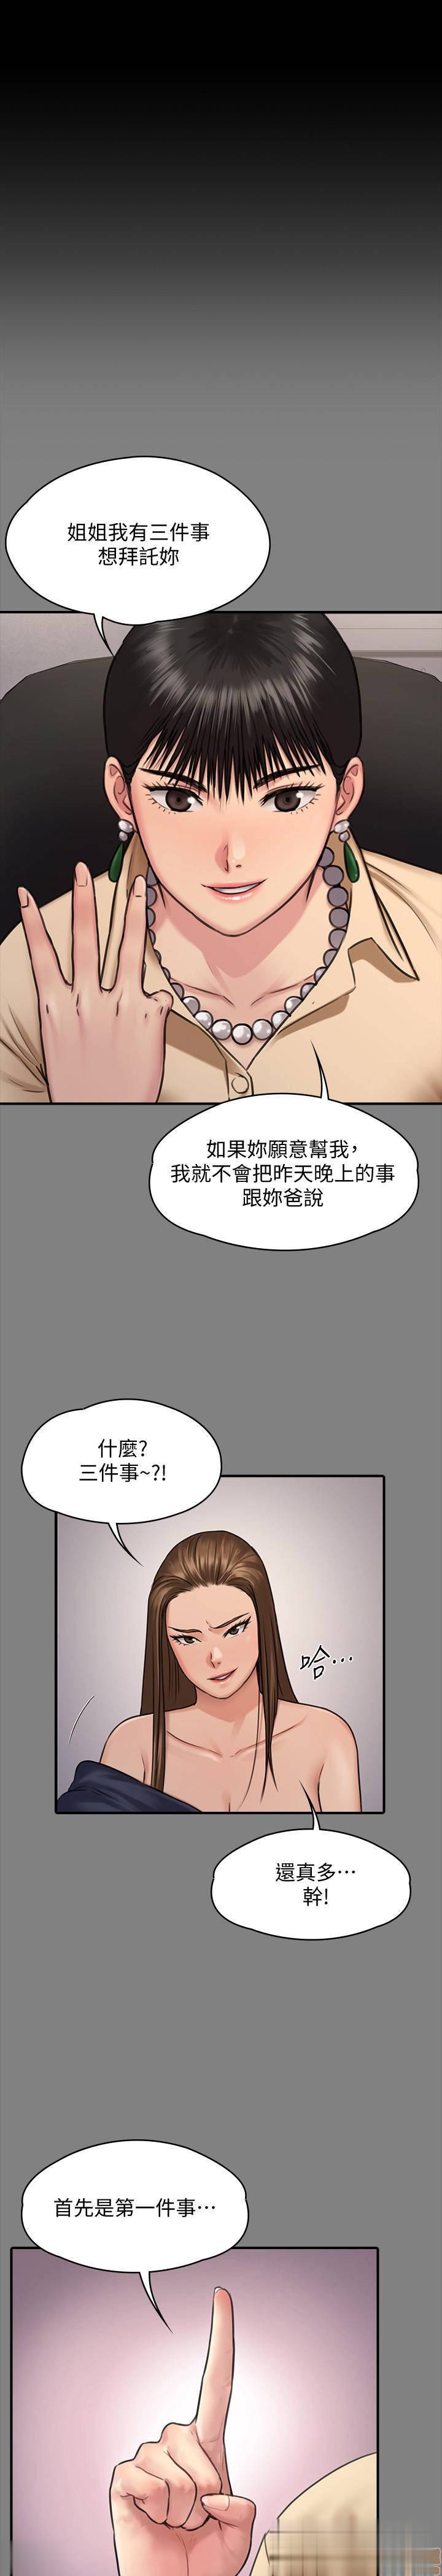 姐姐我有三件事
想拜託妳
如果妳願意幫我,
我就不會把昨天晚上的事
跟妳爸說
什麼?
三件事~?!
哈…
還真多…
幹!
首先是第一件事…